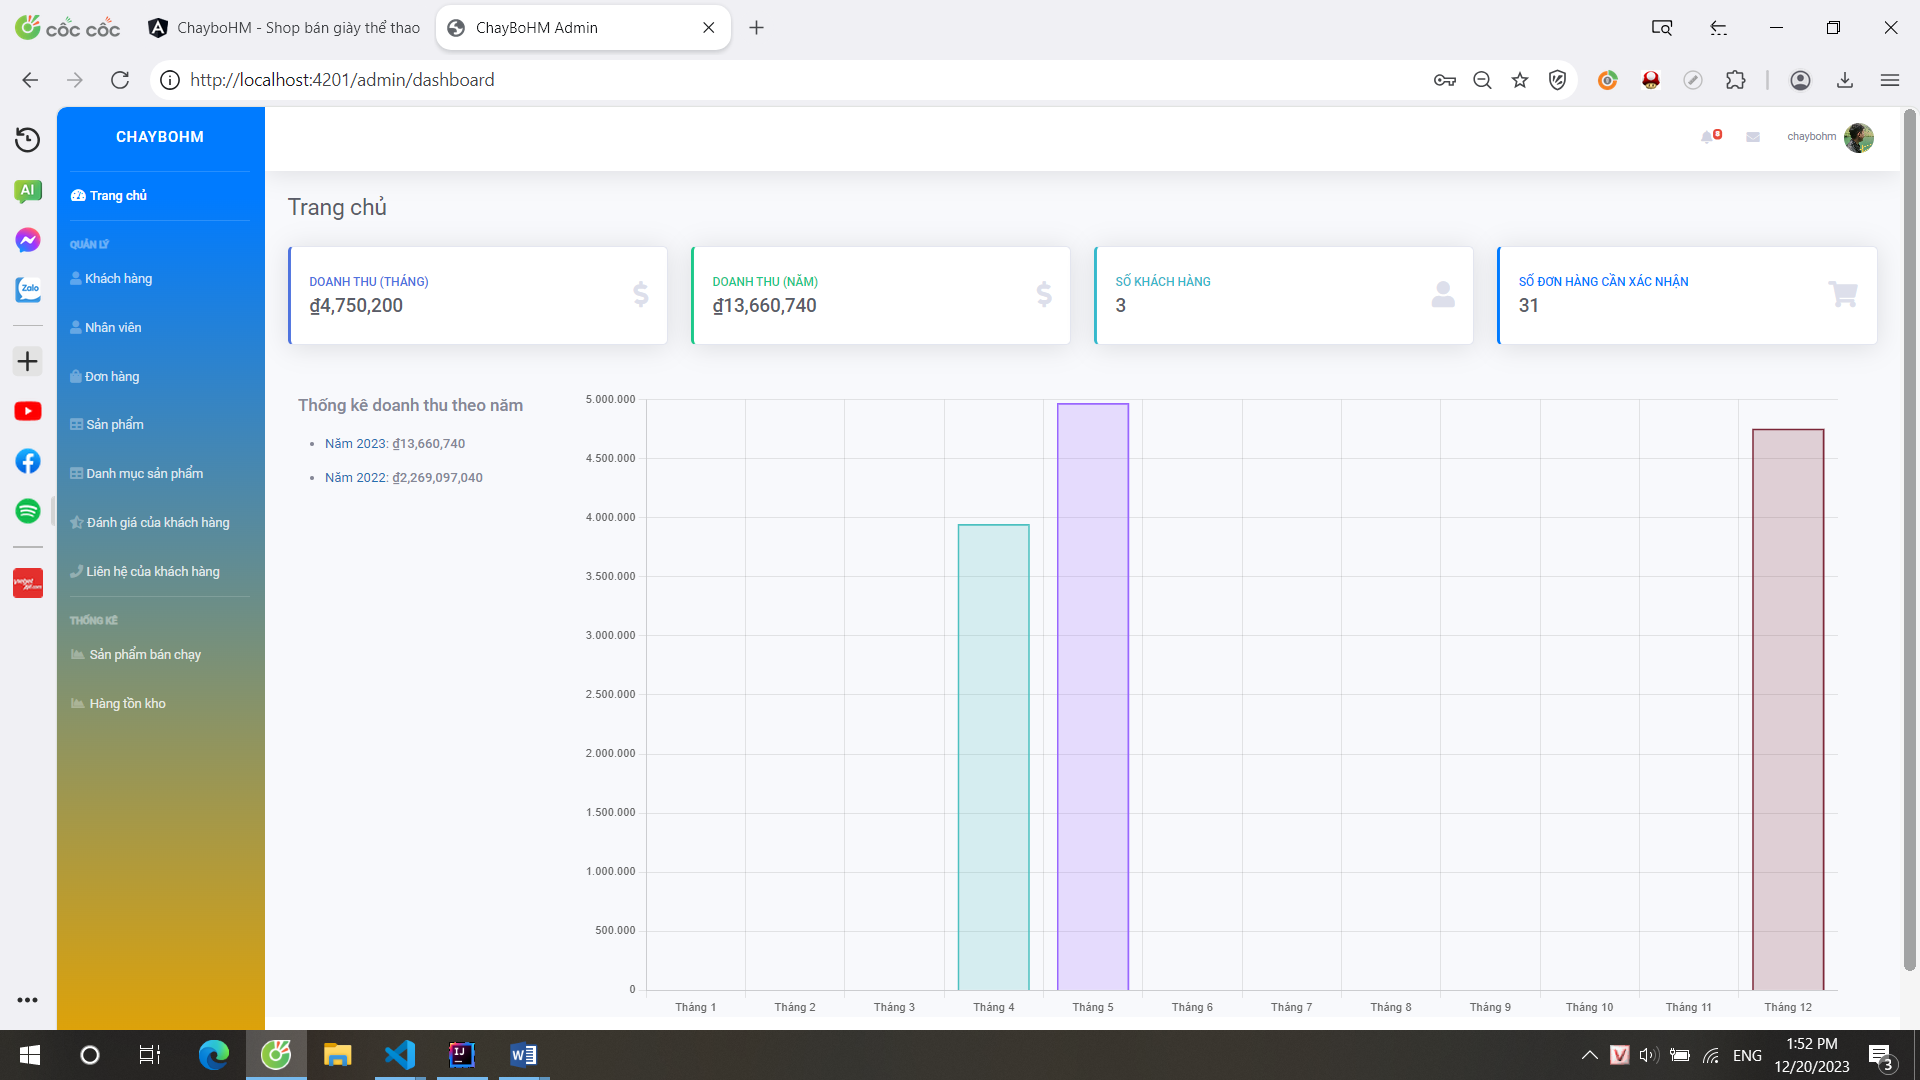 cốc cốc
ChayboHM - Shop bán giày thể thao
ChayBoHM Admin
http://localhost:4201/admin/dashboard
CHAYBOHM
8
chaybohm
AI
Zalo
Trang chủ
QUẢN LÝ
Khách hàng
Nhân viên
Đơn hàng
Sản phẩm
Danh mục sản phẩm
Đánh giá của khách hàng
Liên hệ của khách hàng
THỐNG KÊ
Sản phẩm bán chạy
Hàng tồn kho
Trang chủ
DOANH THU (THÁNG)
₫4,750,200
DOANH THU (NĂM)
₫13,660,740
SỐ KHÁCH HÀNG
3
SỐ ĐƠN HÀNG CẦN XÁC NHẬN
31
Thống kê doanh thu theo năm
Năm 2023: ₫13,660,740
Năm 2022: ₫2,269,097,040
5.000.000
4.500.000
4.000.000
3.500.000
3.000.000
2.500.000
2.000.000
1.500.000
1.000.000
500.000
0
Tháng 1
Tháng 2
Tháng 3
Tháng 4
Tháng 5
Tháng 6
Tháng 7
Tháng 8
Tháng 9
Tháng 10
Tháng 11
Tháng 12
IJ
W
V
ENG
1:52 PM
12/20/2023
3